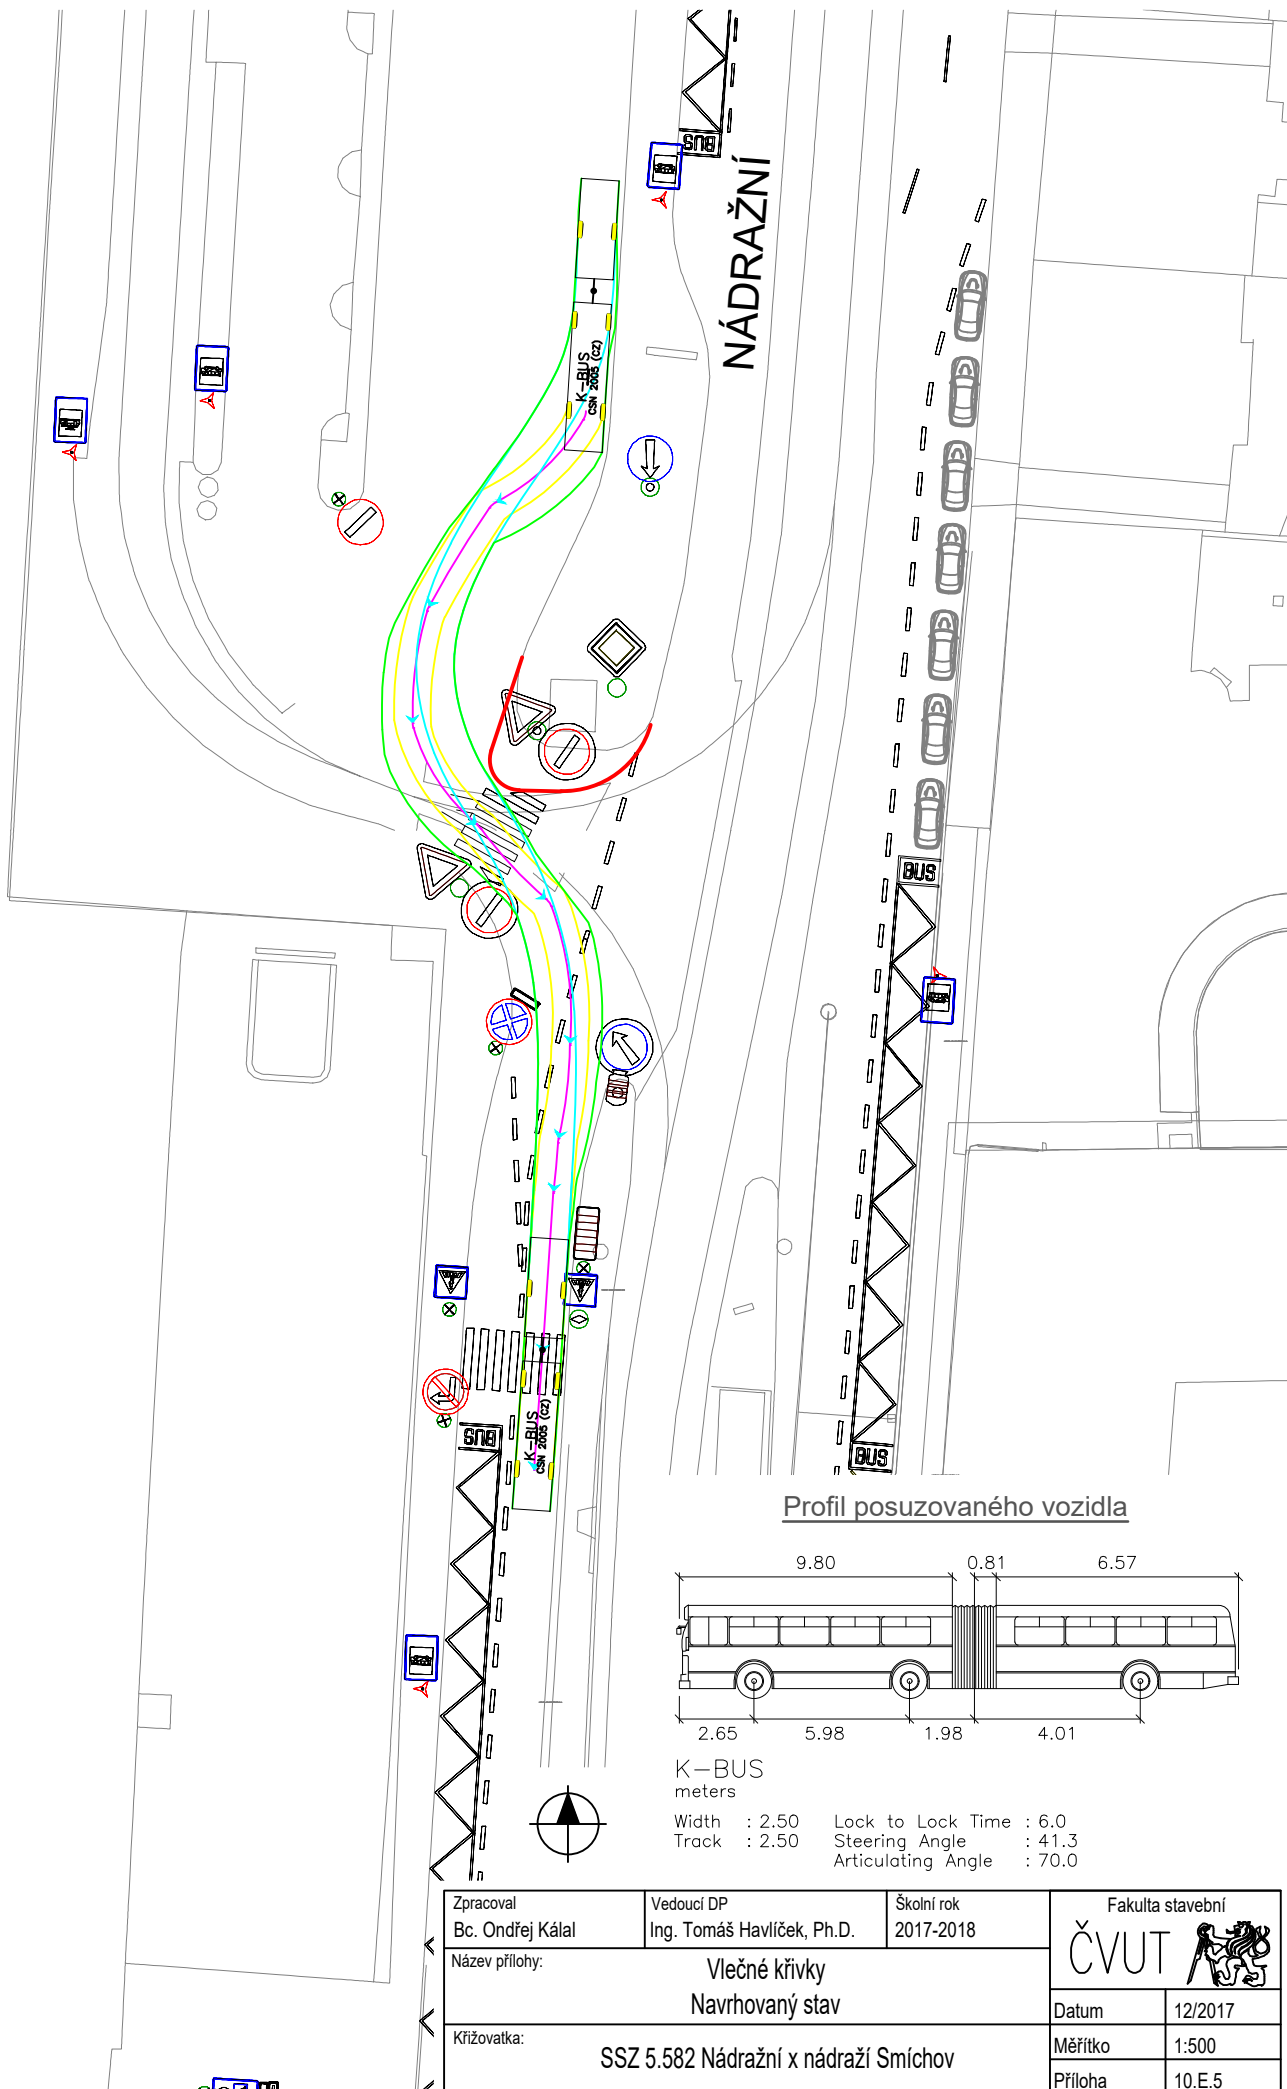 BUS
NÁDRAŽNÍ
K-BUS
CSN 2005 (CZ)
BUS
BUS
K-BUS
CSN 2005 (CZ)
BUS
Profil posuzovaného vozidla
9.80 0.81 6.57
2.65 5.98 1.98 4.01
K-BUS
meters
Width : 2.50 Lock to Lock Time : 6.0
Track : 2.50 Steering Angle : 41.3
Articulating Angle : 70.0
Zpracoval
Bc. Ondřej Kálal
Vedoucí DP
Ing. Tomáš Havlíček, Ph.D.
Školní rok
2017-2018
Fakulta stavební
ČVUT
Název přílohy:
Vlečné křivky
Navrhovaný stav
Datum 12/2017
Křižovatka:
SSZ 5.582 Nádražní x nádraží Smíchov
Měřítko 1:500
Příloha 10.E.5